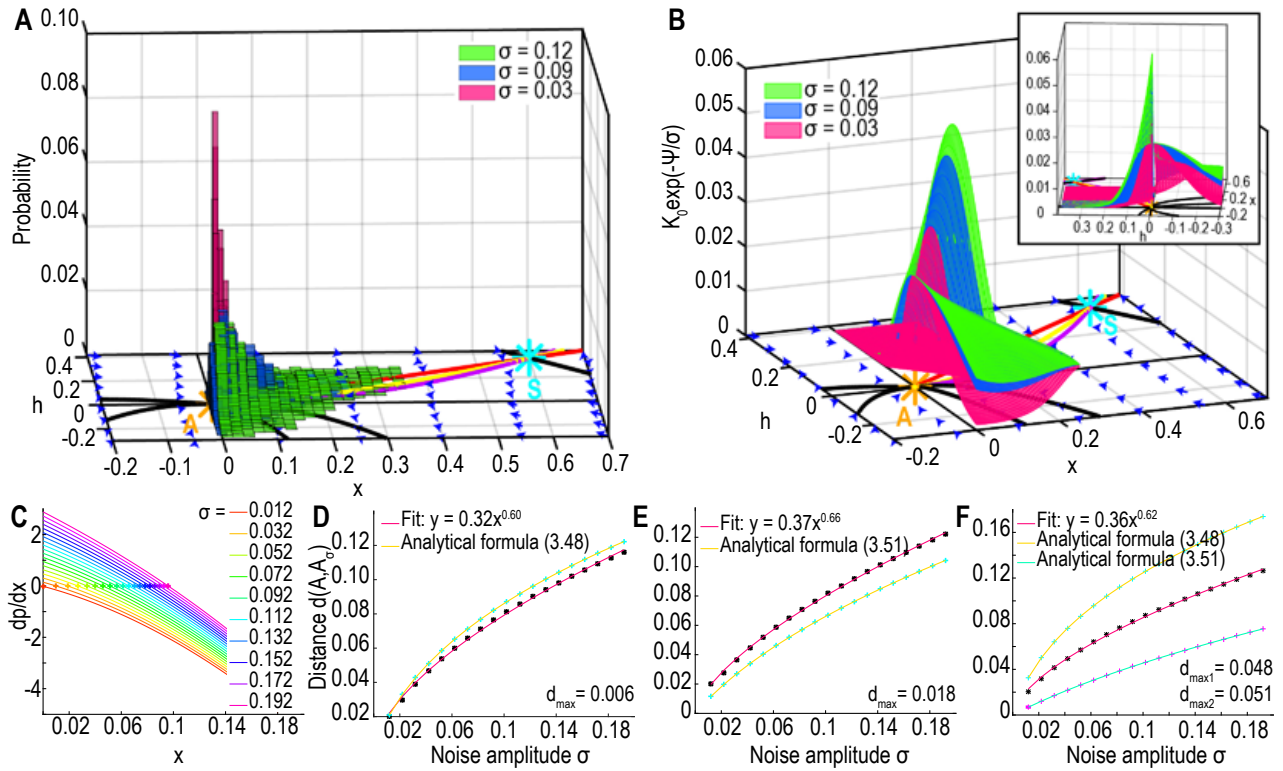 A
0.10
0.08
0.06
0.04
0.02
0
Probability
σ = 0.12
σ = 0.09
σ = 0.03
0.4
0.2
0
-0.2
h
A
S
-0.2 -0.1 0 0.1 0.2 0.3 0.4 0.5 0.6 0.7
x
B
0.06
0.05
0.04
0.03
0.02
0.01
0
K₀exp(-Ψ/σ)
σ = 0.12
σ = 0.09
σ = 0.03
0.4
0.2
0
-0.2
h
A
S
-0.2 0 0.2 0.4 0.6
x
0.06
0.05
0.04
0.03
0.02
0.01
0
0.3 0.2 0.1 0 -0.1 -0.2 -0.3
h
0.6
0.2 x
-0.2
C
dp/dx
2
0
-2
-4
0.02 0.06 0.1 0.14
x
σ = 0.012
0.032
0.052
0.072
0.092
0.112
0.132
0.152
0.172
0.192
D
Fit: y = 0.32x^0.60
Analytical formula (3.48)
Distance d(A,A_σ)
0.12
0.10
0.08
0.06
0.04
0.02
d_max = 0.006
0.02 0.06 0.1 0.14 0.18
Noise amplitude σ
E
Fit: y = 0.37x^0.66
Analytical formula (3.51)
0.12
0.10
0.08
0.06
0.04
0.02
0
d_max = 0.018
0.02 0.06 0.1 0.14 0.18
Noise amplitude σ
F
Fit: y = 0.36x^0.62
Analytical formula (3.48)
Analytical formula (3.51)
0.16
0.12
0.08
0.04
0
d_max1 = 0.048
d_max2 = 0.051
0.02 0.06 0.1 0.14 0.18
Noise amplitude σ